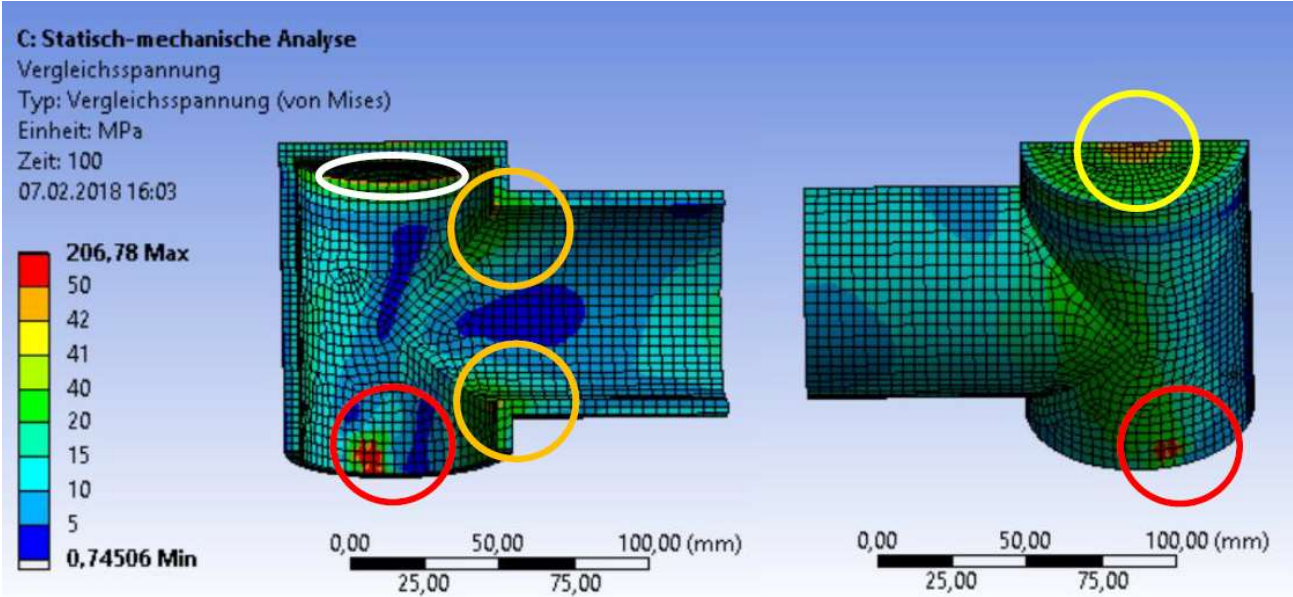 C: Statisch-mechanische Analyse
Vergleichsspannung
Typ: Vergleichsspannung (von Mises)
Einheit: MPa
Zeit: 100
07.02.2018 16:03
206,78 Max
50
42
41
40
20
15
10
5
0,74506 Min
0,00 50,00 100,00 (mm)
25,00 75,00
0,00 50,00 100,00 (mm)
25,00 75,00